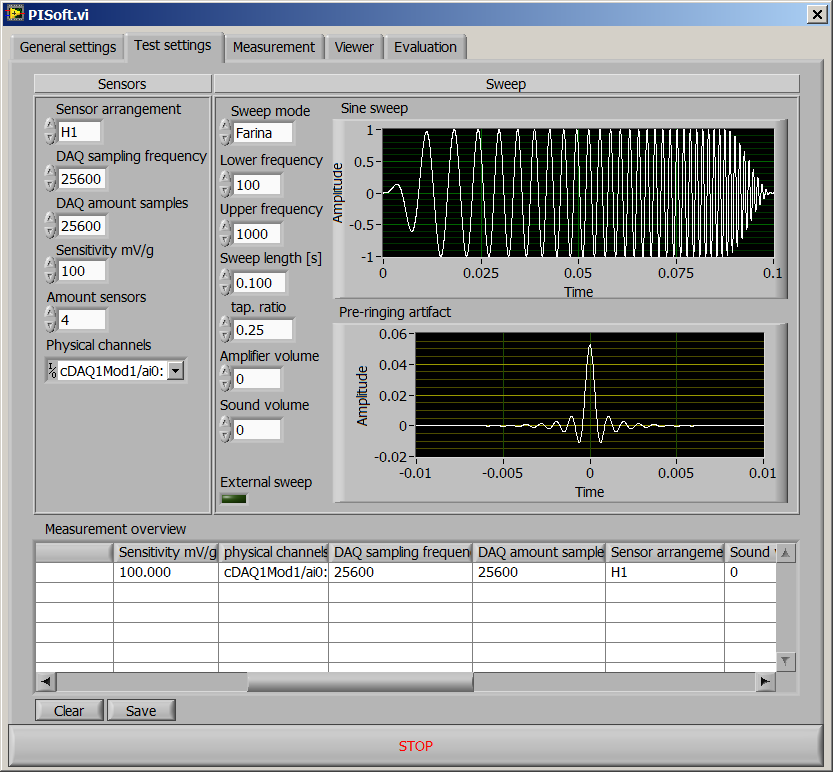 PISoft.vi
General settings
Test settings
Measurement
Viewer
Evaluation
Sensors
Sensor arrangement
H1
DAQ sampling frequency
25600
DAQ amount samples
25600
Sensitivity mV/g
100
Amount sensors
4
Physical channels
I/O cDAQ1Mod1/ai0:
Sweep
Sweep mode
Farina
Lower frequency
100
Upper frequency
1000
Sweep length [s]
0.100
tap. ratio
0.25
Amplifier volume
0
Sound volume
0
External sweep
Sine sweep
Amplitude
1
0.5
0
-0.5
-1
0 0.025 0.05 0.075 0.1
Time
Pre-ringing artifact
Amplitude
0.06
0.04
0.02
0
-0.02
-0.01 -0.005 0 0.005 0.01
Time
Measurement overview
Sensitivity mV/g physical channels DAQ sampling frequen DAQ amount sample Sensor arrangeme Sound
100.000 cDAQ1Mod1/ai0: 25600 25600 H1 0
Clear
Save
STOP